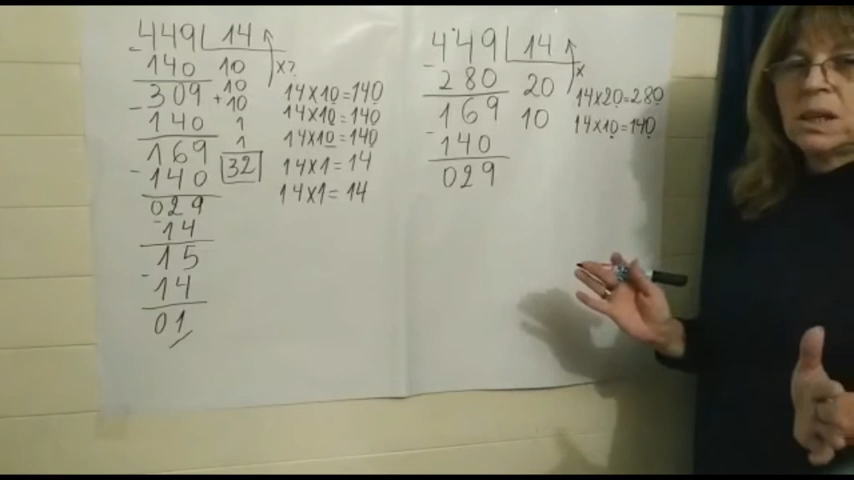 449 14
-140 10
309 10
+10
-140 1
169 1
-140 32
029
-14
15
-14
01
x?
14x10=140
14x10=140
14x10=140
14x1=14
14x1=14
449 14
-280 20
169 10
-140
029
x
14x20=280
14x10=140